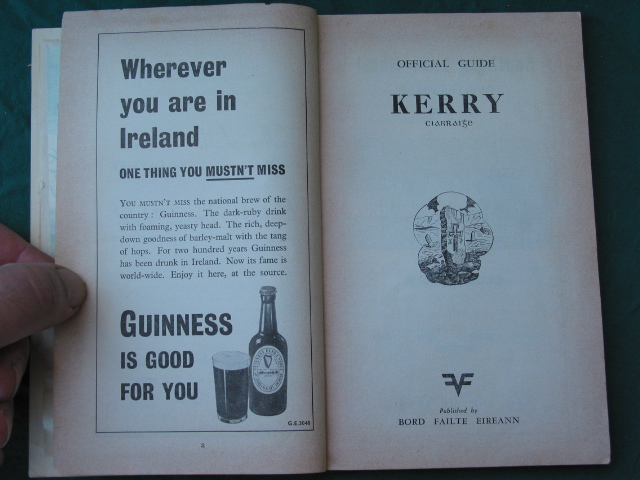 Wherever
you are in
Ireland
ONE THING YOU MUSTN'T MISS
YOU MUSTN'T MISS the national brew of the
country : Guinness. The dark-ruby drink
with foaming, yeasty head. The rich, deep-
down goodness of barley-malt with the tang
of hops. For two hundred years Guinness
has been drunk in Ireland. Now its fame is
world-wide. Enjoy it here, at the source.
GUINNESS
IS GOOD
FOR YOU
G.E.3048
2
OFFICIAL GUIDE
KERRY
CIARRAIGE
Published by
BORD FAILTE EIREANN